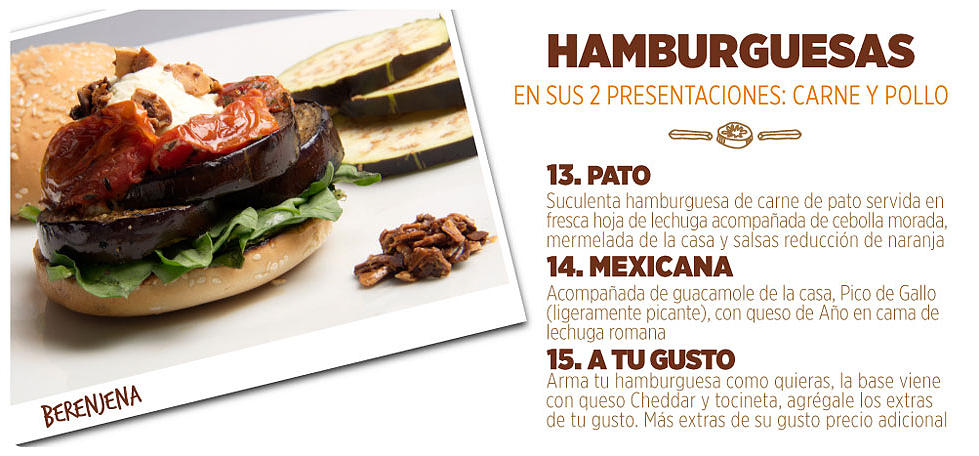 HAMBURGUESAS
EN SUS 2 PRESENTACIONES: CARNE Y POLLO
13. PATO
Suculenta hamburguesa de carne de pato servida en
fresca hoja de lechuga acompañada de cebolla morada,
mermelada de la casa y salsas reducción de naranja
14. MEXICANA
Acompañada de guacamole de la casa, Pico de Gallo
(ligeramente picante), con queso de Año en cama de
lechuga romana
15. A TU GUSTO
Arma tu hamburguesa como quieras, la base viene
con queso Cheddar y tocineta, agrégale los extras
de tu gusto. Más extras de su gusto precio adicional
BERENJENA